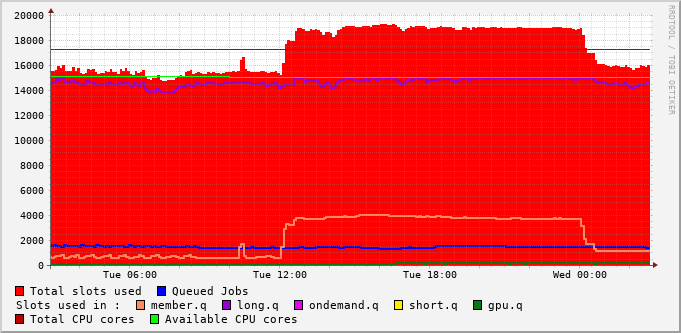 20000
18000
16000
14000
12000
10000
8000
6000
4000
2000
0
Tue 06:00 Tue 12:00 Tue 18:00 Wed 00:00
RRDTOOL / TOBI OETIKER
Total slots used Queued Jobs
Slots used in : member.q long.q ondemand.q short.q gpu.q
Total CPU cores Available CPU cores